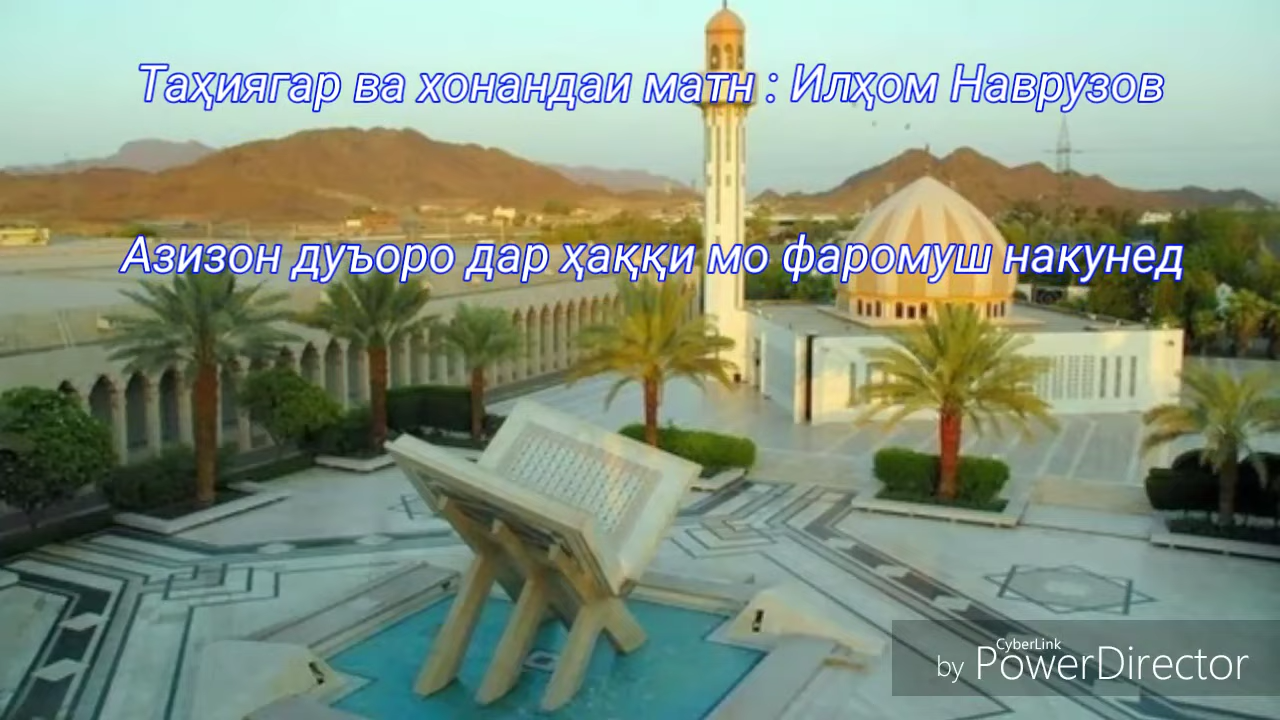 Таҳиягар ва хонандаи матн : Илҳом Наврузов
Азизон дуъоро дар ҳаққи мо фаромуш накунед
CyberLink
by PowerDirector